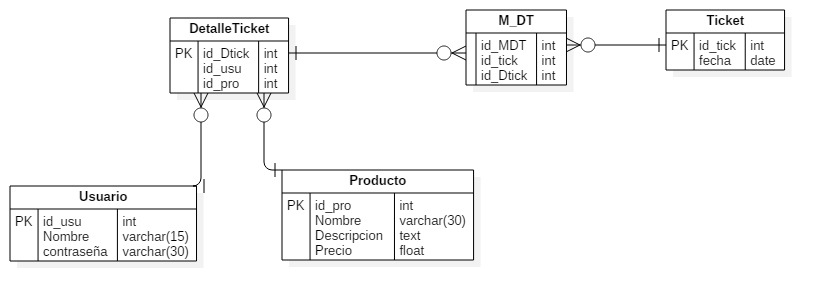 DetalleTicket
PK id_Dtick int
id_usu int
id_pro int
M_DT
id_MDT int
id_tick int
id_Dtick int
Ticket
PK id_tick int
fecha date
Usuario
PK id_usu int
Nombre varchar(15)
contraseña varchar(30)
Producto
PK id_pro int
Nombre varchar(30)
Descripcion text
Precio float